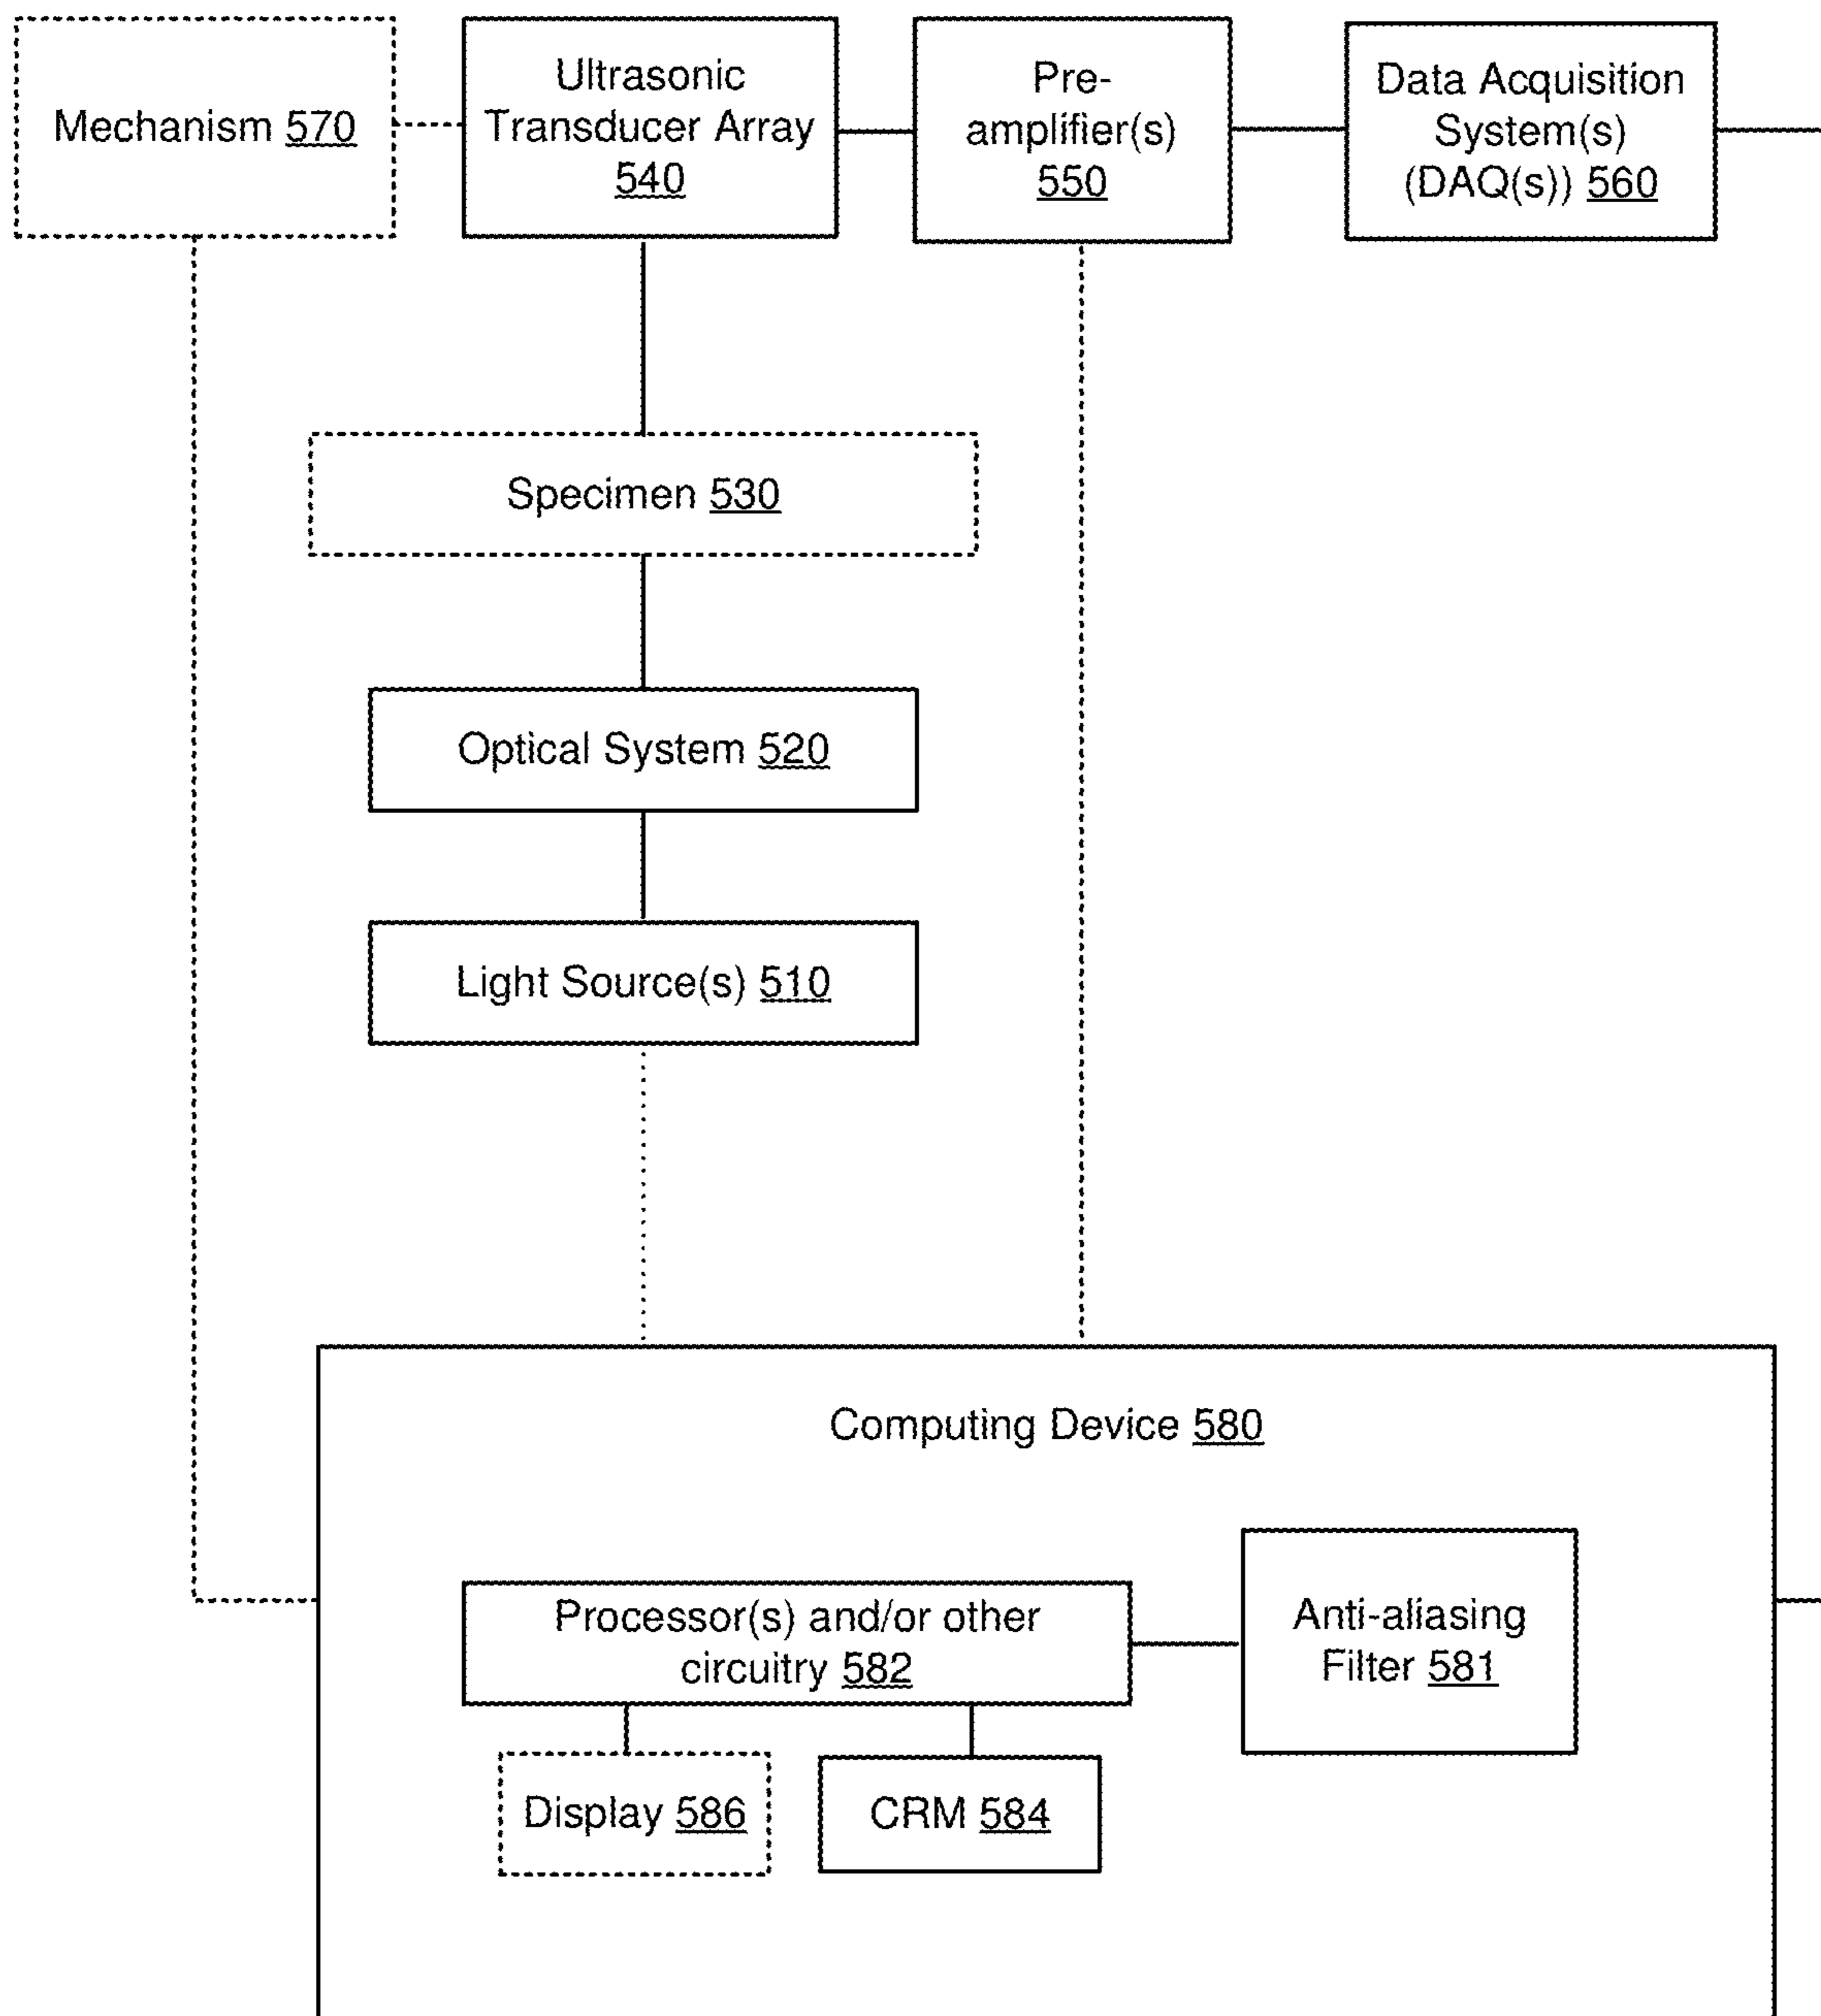 Mechanism 570
Ultrasonic
Transducer Array
540
Pre-
amplifier(s)
550
Data Acquisition
System(s)
(DAQ(s)) 560
Specimen 530
Optical System 520
Light Source(s) 510
Computing Device 580
Processor(s) and/or other
circuitry 582
Anti-aliasing
Filter 581
Display 586
CRM 584